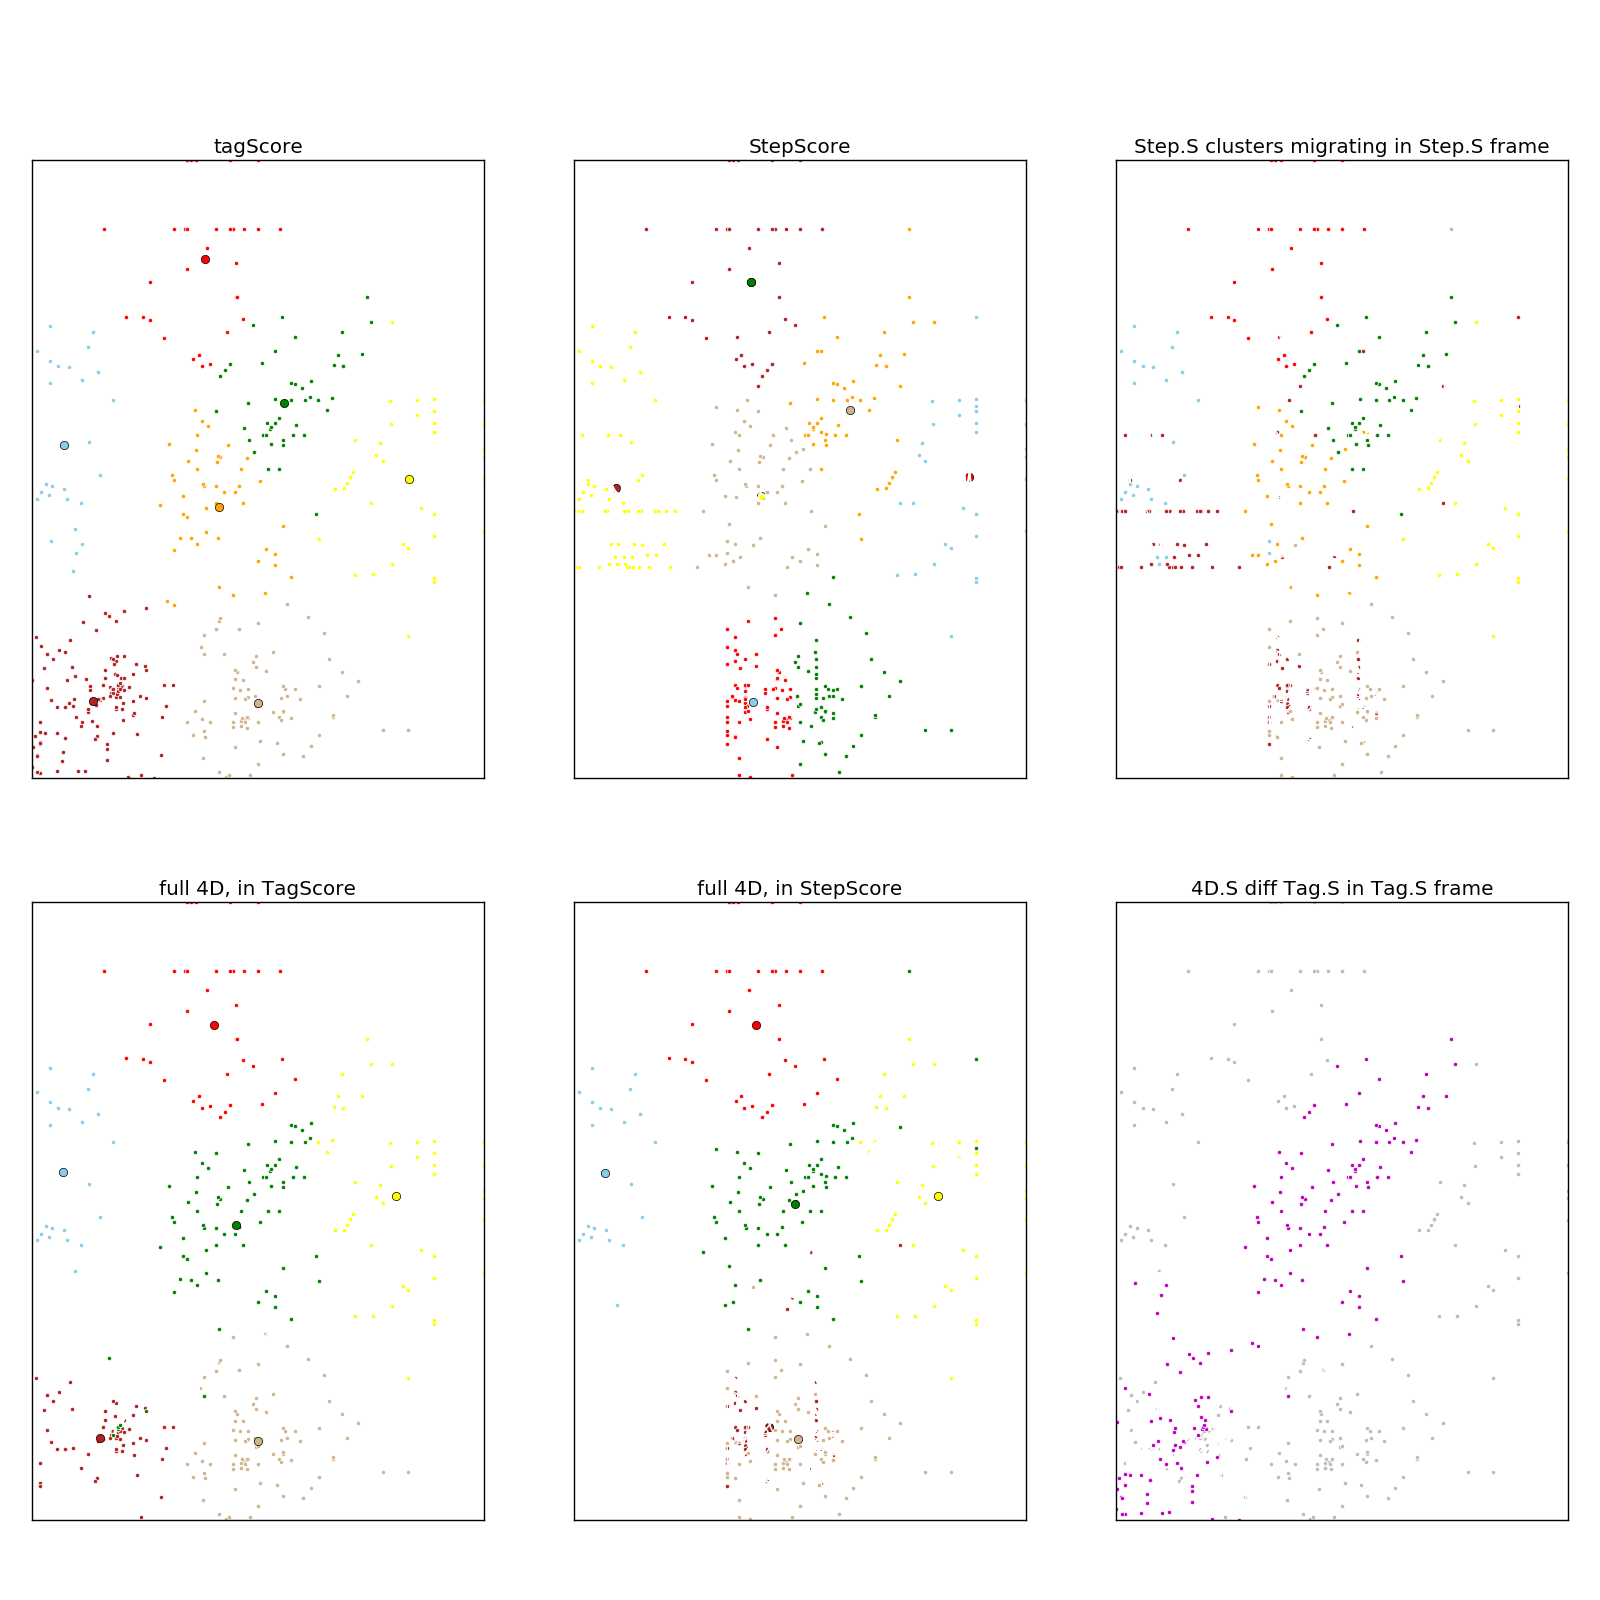 tagScore
StepScore
Step.S clusters migrating in Step.S frame
full 4D, in TagScore
full 4D, in StepScore
4D.S diff Tag.S in Tag.S frame